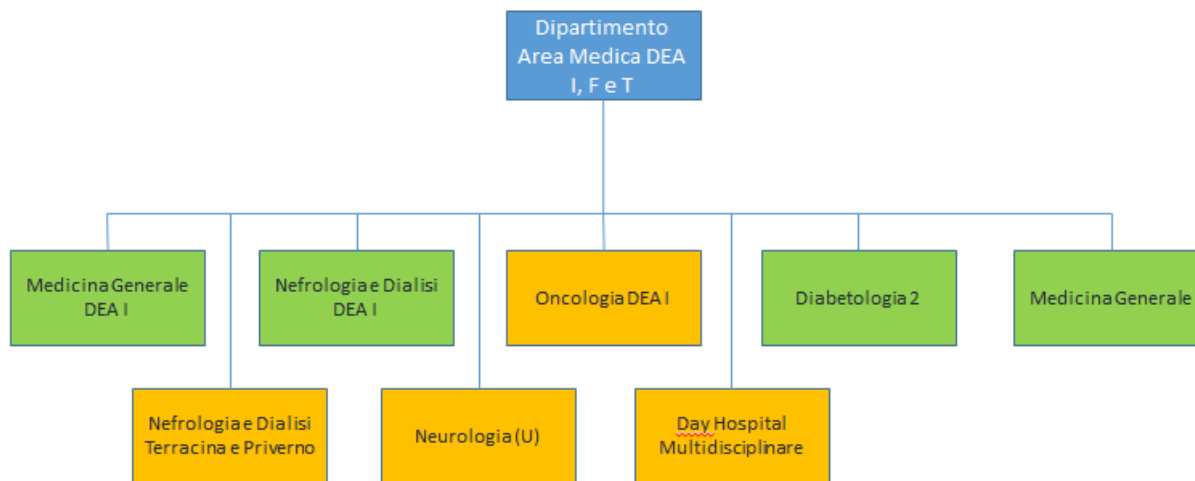 Dipartimento
Area Medica DEA
I, F e T
Medicina Generale
DEA I
Nefrologia e Dialisi
DEA I
Oncologia DEA I
Diabetologia 2
Medicina Generale
Nefrologia e Dialisi
Terracina e Priverno
Neurologia (U)
Day Hospital
Multidisciplinare